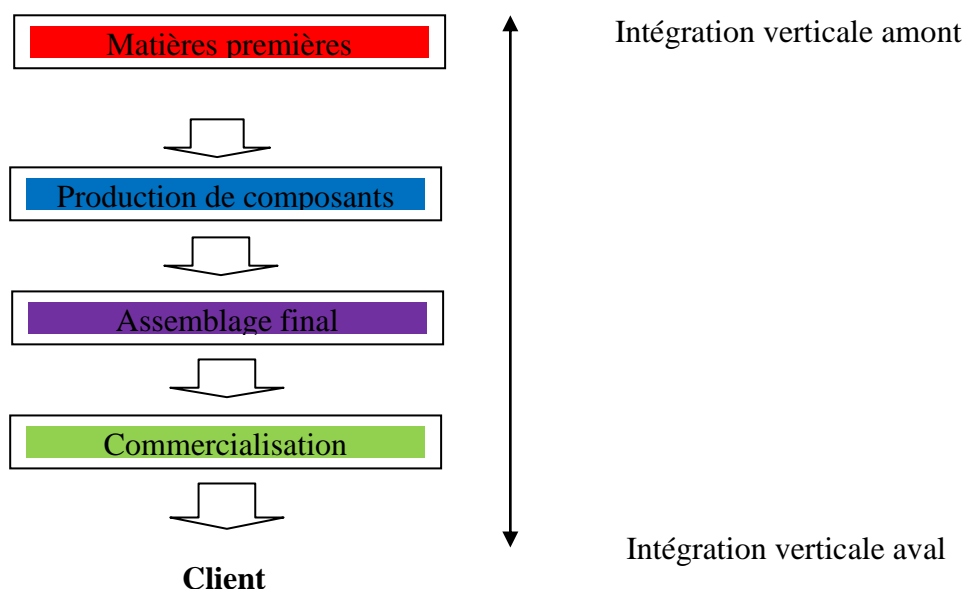 Matières premières
Intégration verticale amont
Production de composants
Assemblage final
Commercialisation
Intégration verticale aval
Client